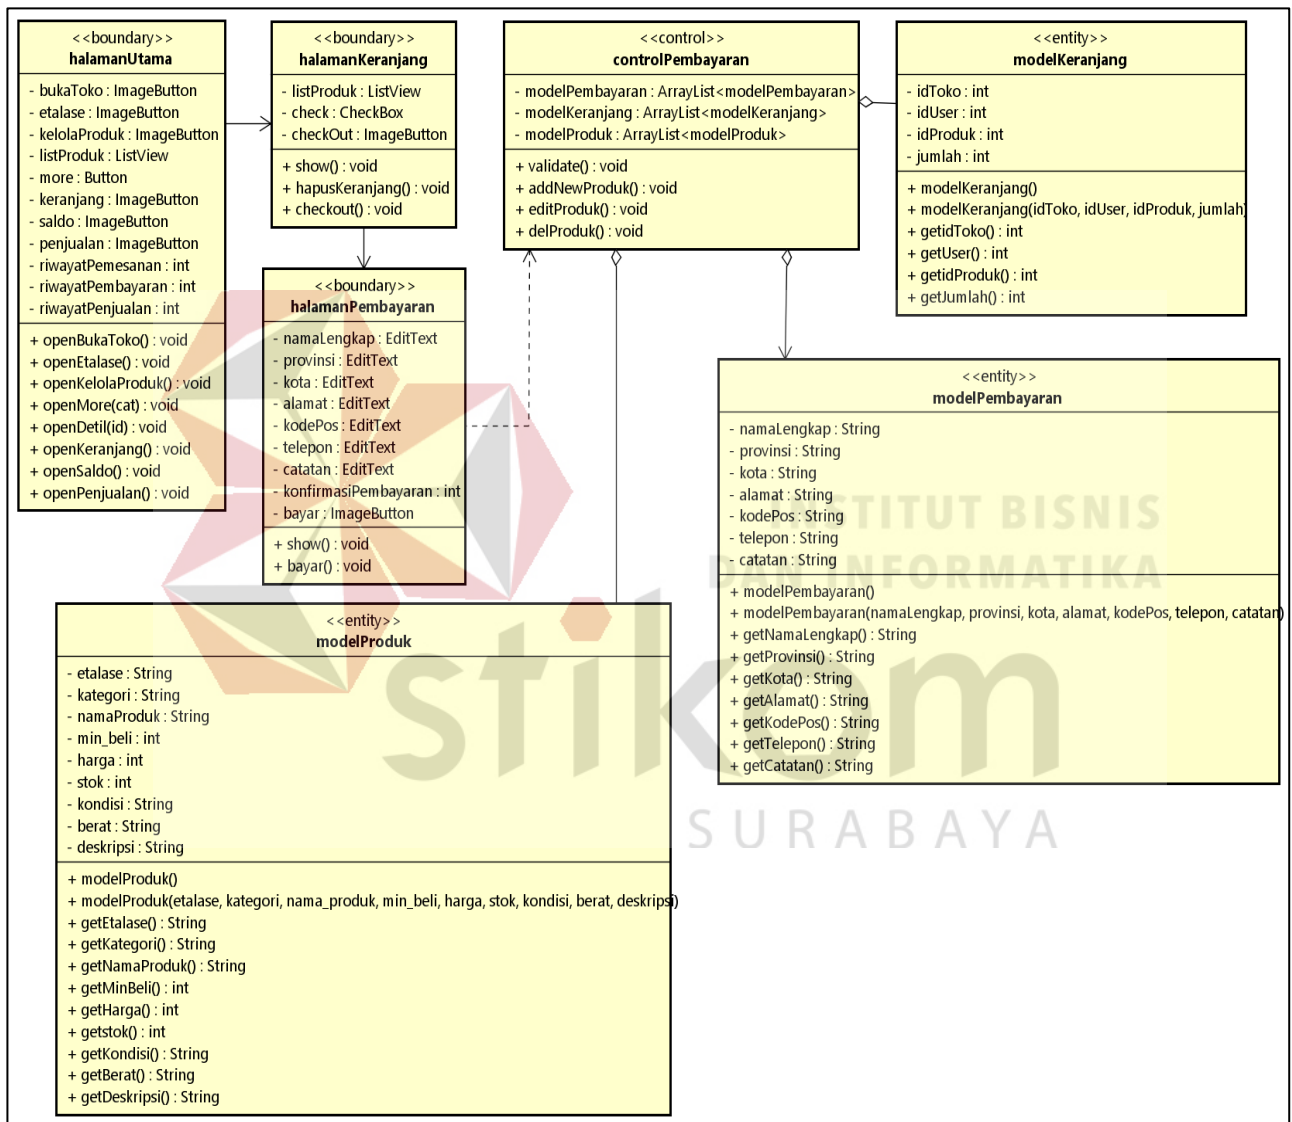 <<boundary>>
halamanUtama
- bukaToko : ImageButton
- etalase : ImageButton
- kelolaProduk : ImageButton
- listProduk : ListView
- more : Button
- keranjang : ImageButton
- saldo : ImageButton
- penjualan : ImageButton
- riwayatPemesanan : int
- riwayatPembayaran : int
- riwayatPenjualan : int
+ openBukaToko() : void
+ openEtalase() : void
+ openKelolaProduk() : void
+ openMore(cat) : void
+ openDetil(id) : void
+ openKeranjang() : void
+ openSaldo() : void
+ openPenjualan() : void
<<boundary>>
halamanKeranjang
- listProduk : ListView
- check : CheckBox
- checkOut : ImageButton
+ show() : void
+ hapusKeranjang() : void
+ checkout() : void
<<boundary>>
halamanPembayaran
- namaLengkap : EditText
- provinsi : EditText
- kota : EditText
- alamat : EditText
- kodePos : EditText
- telepon : EditText
- catatan : EditText
- konfirmasiPembayaran : int
- bayar : ImageButton
+ show() : void
+ bayar() : void
<<control>>
controlPembayaran
- modelPembayaran : ArrayList<modelPembayaran>
- modelKeranjang : ArrayList<modelKeranjang>
- modelProduk : ArrayList<modelProduk>
+ validate() : void
+ addNewProduk() : void
+ editProduk() : void
+ delProduk() : void
<<entity>>
modelKeranjang
- idToko : int
- idUser : int
- idProduk : int
- jumlah : int
+ modelKeranjang()
+ modelKeranjang(idToko, idUser, idProduk, jumlah)
+ getidToko() : int
+ getUser() : int
+ getidProduk() : int
+ getJumlah() : int
<<entity>>
modelPembayaran
- namaLengkap : String
- provinsi : String
- kota : String
- alamat : String
- kodePos : String
- telepon : String
- catatan : String
+ modelPembayaran()
+ modelPembayaran(namaLengkap, provinsi, kota, alamat, kodePos, telepon, catatan)
+ getNamaLengkap() : String
+ getProvinsi() : String
+ getKota() : String
+ getAlamat() : String
+ getKodePos() : String
+ getTelepon() : String
+ getCatatan() : String
<<entity>>
modelProduk
- etalase : String
- kategori : String
- namaProduk : String
- min_beli : int
- harga : int
- stok : int
- kondisi : String
- berat : String
- deskripsi : String
+ modelProduk()
+ modelProduk(etalase, kategori, nama_produk, min_beli, harga, stok, kondisi, berat, deskripsi)
+ getEtalase() : String
+ getKategori() : String
+ getNamaProduk() : String
+ getMinBeli() : int
+ getHarga() : int
+ getstok() : int
+ getKondisi() : String
+ getBerat() : String
+ getDeskripsi() : String
INSTITUT BISNIS
DAN INFORMATIKA
stikom
SURABAYA